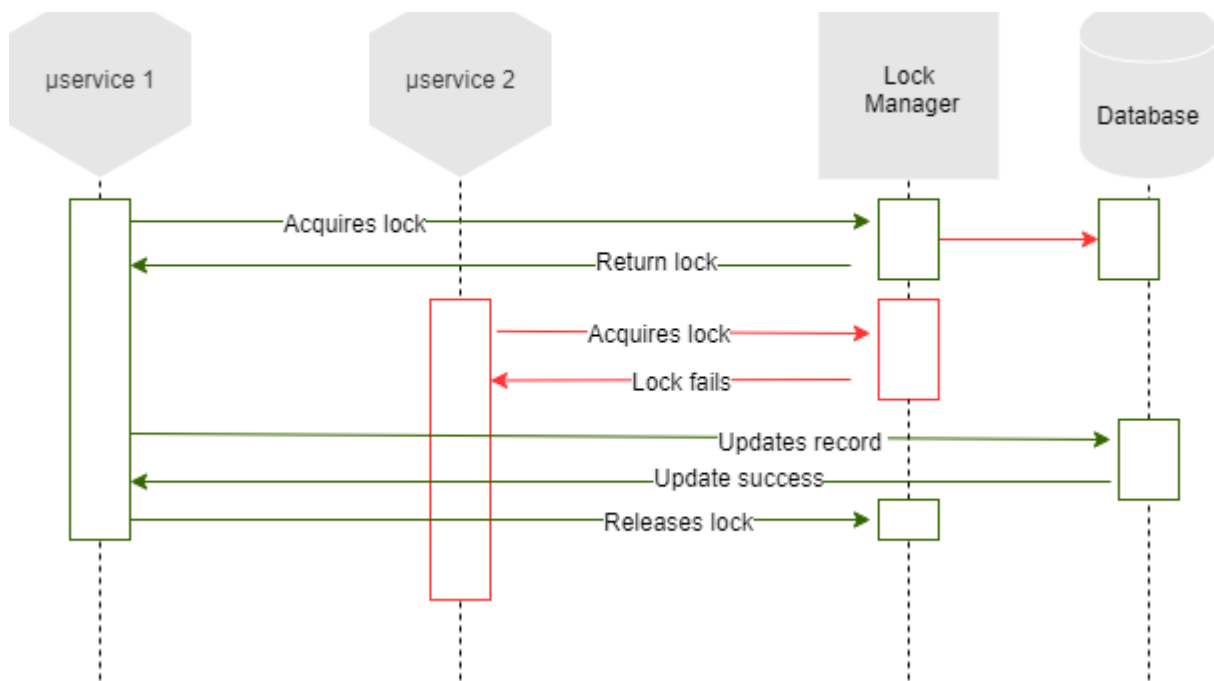 µservice 1
µservice 2
Lock
Manager
Database
Acquires lock
Return lock
Acquires lock
Lock fails
Updates record
Update success
Releases lock